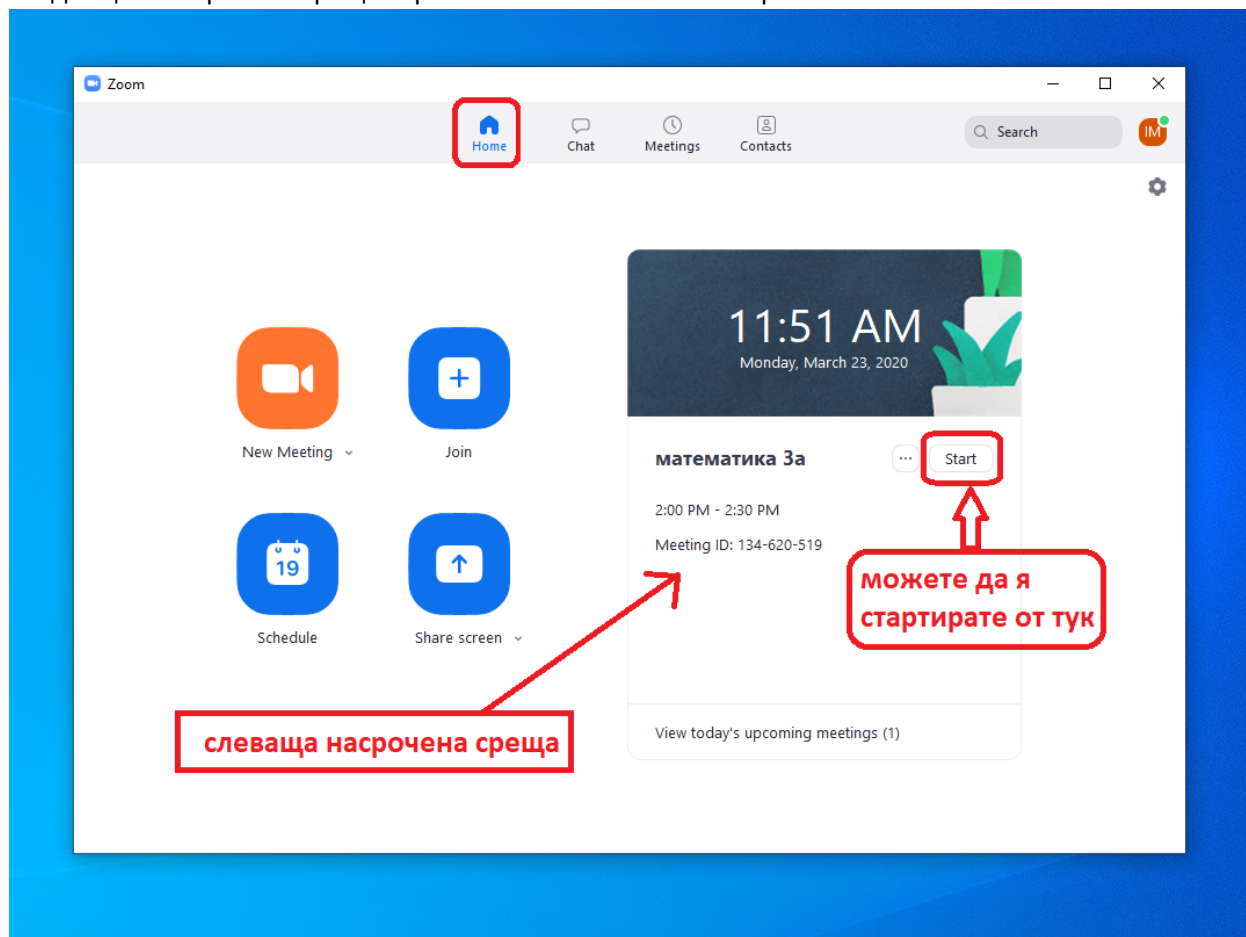 Zoom
Home
Chat
Meetings
Contacts
Search
IM
11:51 AM
Monday, March 23, 2020
New Meeting
Join
математика 3а
... Start
2:00 PM - 2:30 PM
Meeting ID: 134-620-519
19
можете да я
стартирате от тук
Schedule
Share screen
слеваща насрочена среща
View today's upcoming meetings (1)